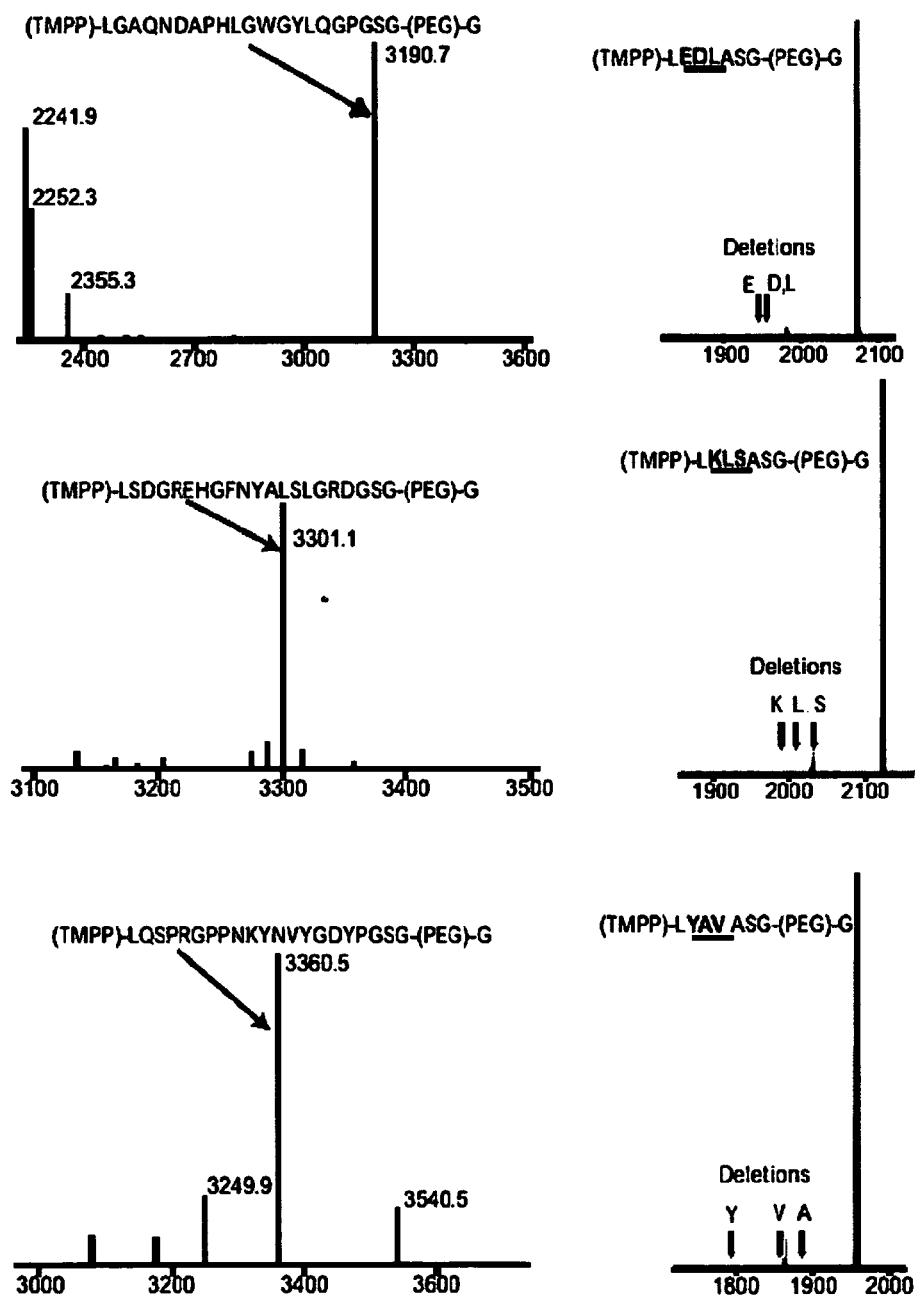 (TMPP)-LGAQNDAPHLGWGYLQGPGSG-(PEG)-G
3190.7
2241.9
2252.3
2355.3
2400 2700 3000 3300 3600
(TMPP)-LEDLASG-(PEG)-G
Deletions
E D,L
1900 2000 2100
(TMPP)-LSDGREHGFNYALSLGRDGSG-(PEG)-G
3301.1
3100 3200 3300 3400 3500
(TMPP)-LKLSASG-(PEG)-G
Deletions
K L. S
1900 2000 2100
(TMPP)-LQSPRGPPNKYNVYGDYPGSG-(PEG)-G
3360.5
3249.9
3540.5
3000 3200 3400 3600
(TMPP)-LYAV ASG-(PEG)-G
Deletions
Y V A
1800 1900 2000